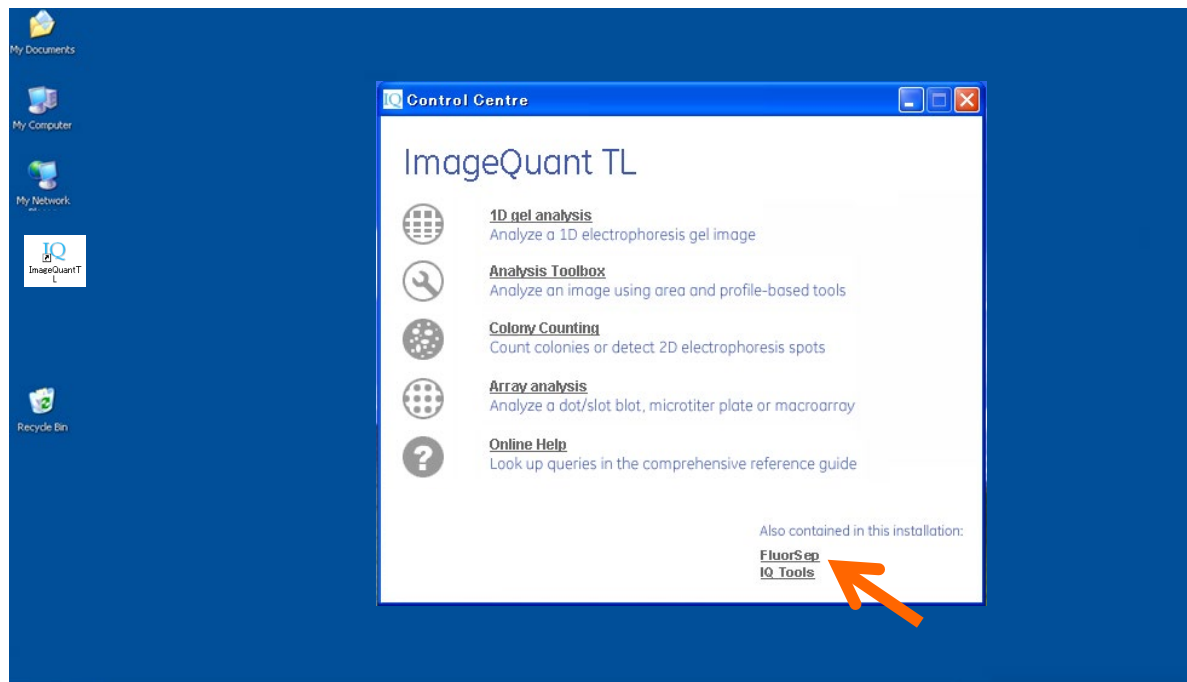 My Documents
My Computer
My Network
IQ
ImageQuantT
L
Recycle Bin
IQ Control Centre
ImageQuant TL
1D gel analysis
Analyze a 1D electrophoresis gel image
Analysis Toolbox
Analyze an image using area and profile-based tools
Colony Counting
Count colonies or detect 2D electrophoresis spots
Array analysis
Analyze a dot/slot blot, microtiter plate or macroarray
?
Online Help
Look up queries in the comprehensive reference guide
Also contained in this installation:
FluorSep
IQ Tools